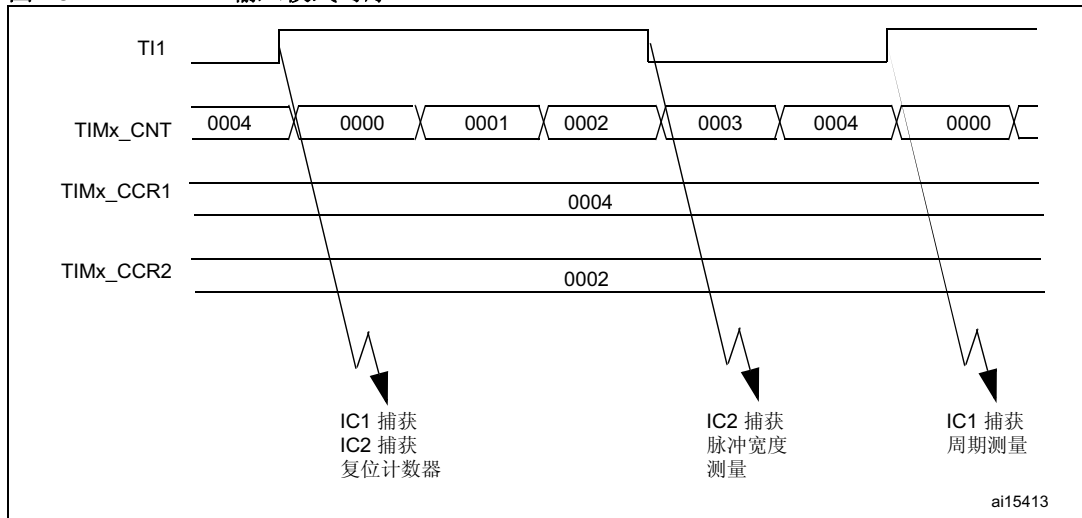 TI1
TIMx_CNT 0004 0000 0001 0002 0003 0004 0000
TIMx_CCR1
0004
TIMx_CCR2
0002
IC1 捕获
IC2 捕获
复位计数器
IC2 捕获
脉冲宽度
测量
IC1 捕获
周期测量
ai15413